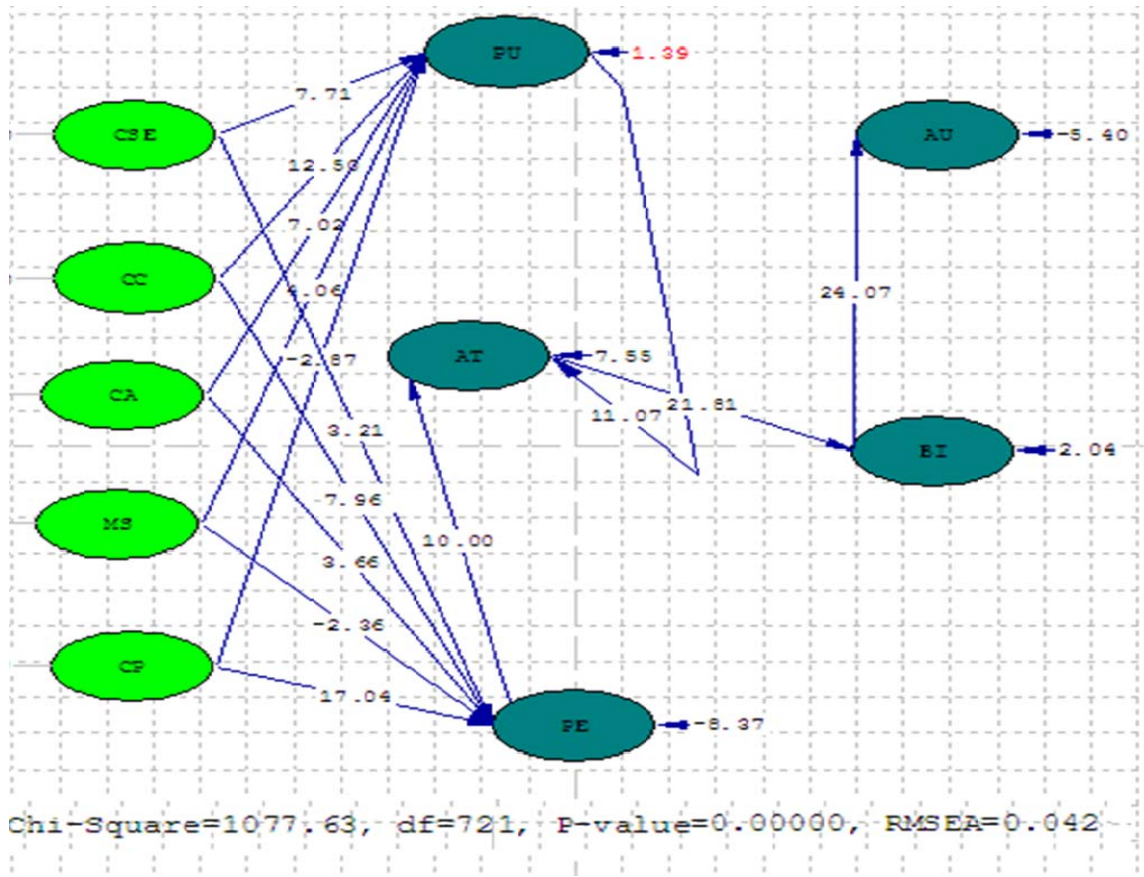 PU
1.39
7.71
CSE
AU
5.40
12.50
7.02
CC
4.06
24.07
-2.87
AT
7.55
CA
21.81
11.07
3.21
BI
2.04
7.96
MS
10.00
3.66
-2.36
CP
17.04
PE
8.37
Chi-Square=1077.63, df=721, P-value=0.00000, RMSEA=0.042